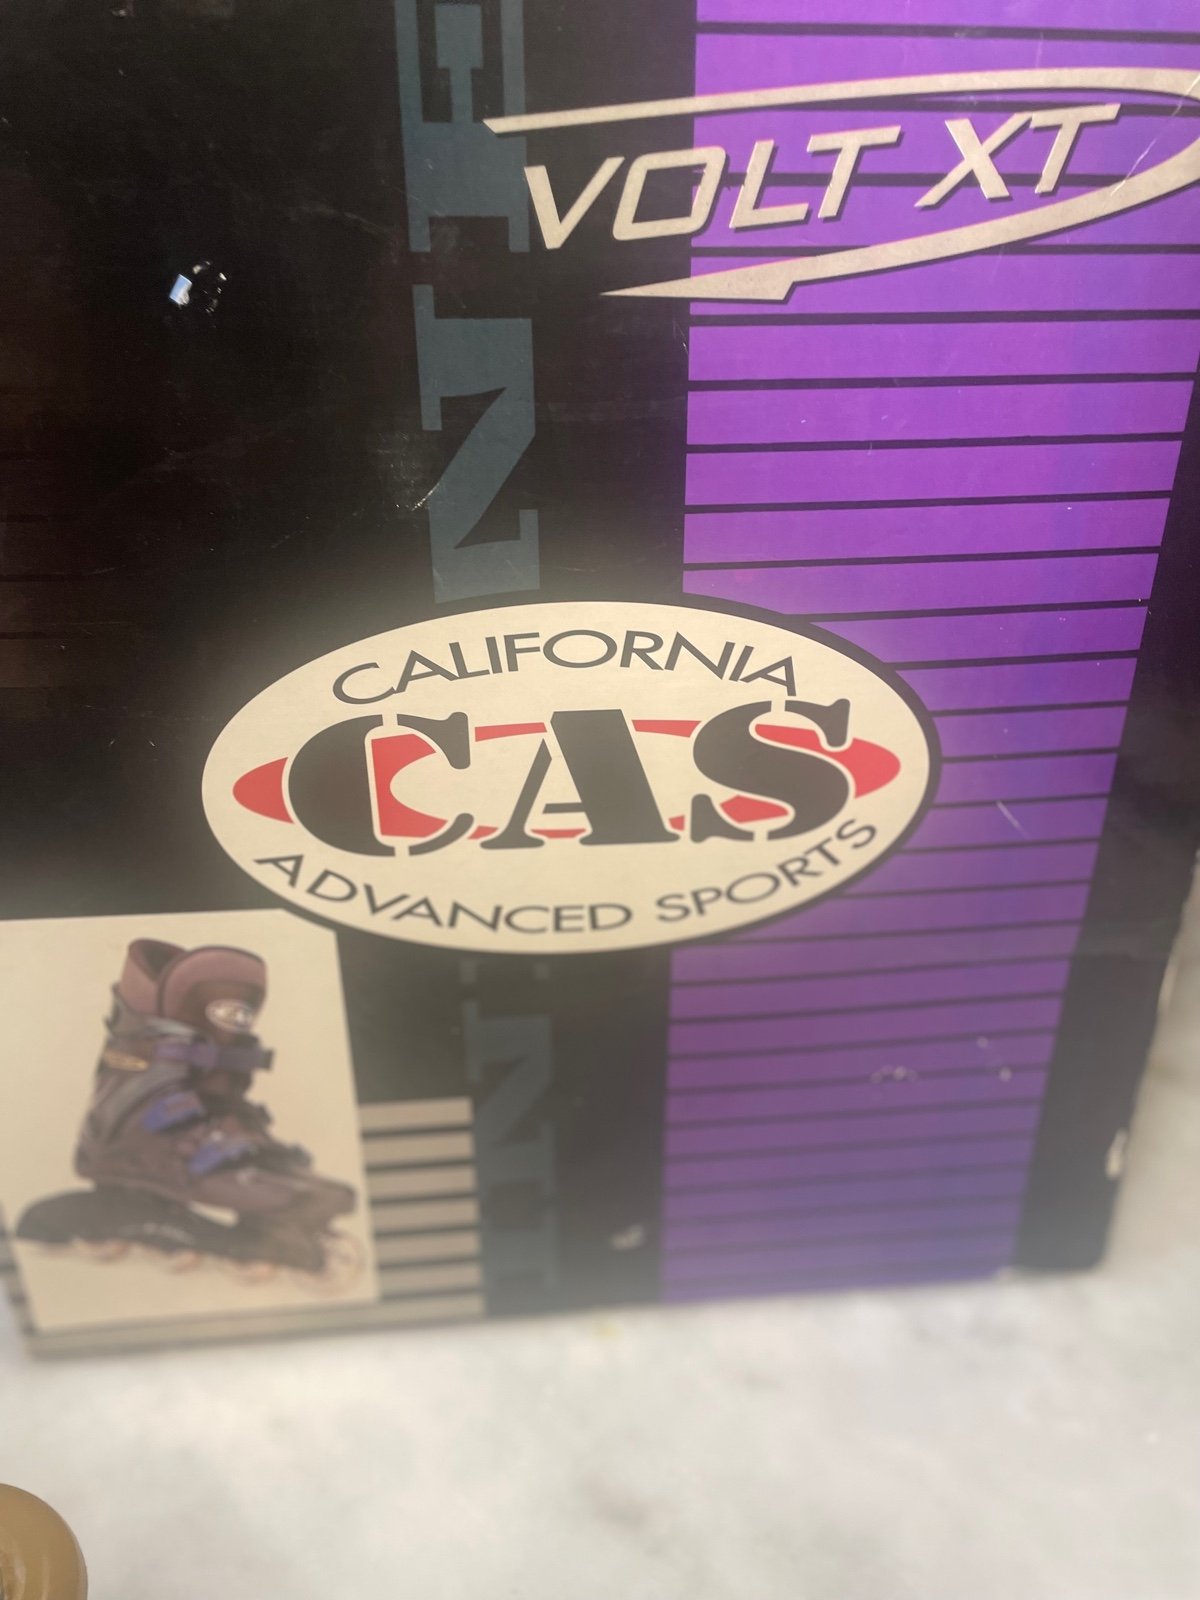 VOLT XT
CALIFORNIA
CAS
ADVANCED SPORTS